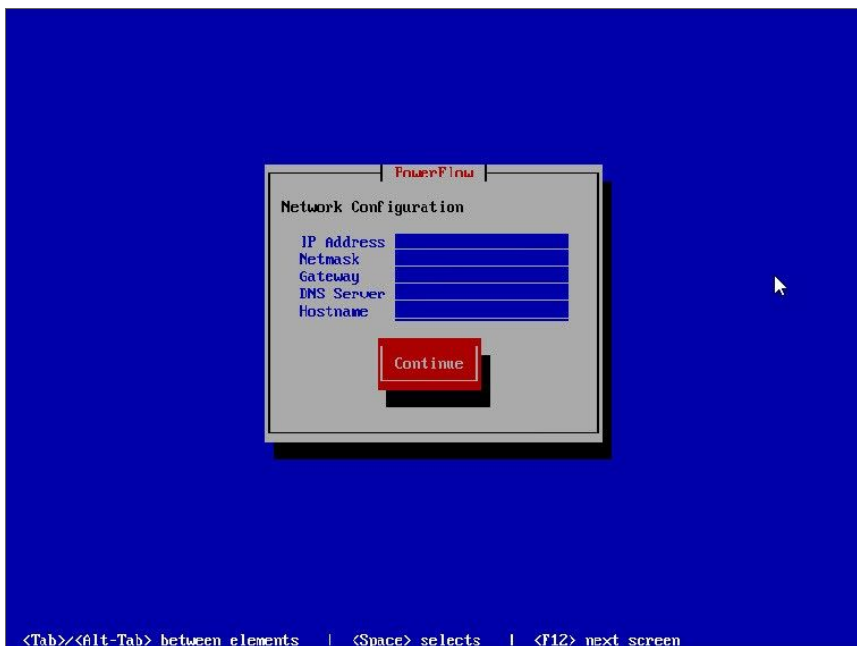 PowerFlow
Network Configuration
IP Address
Netmask
Gateway
DNS Server
Hostname
Continue
<Tab>/<Alt-Tab> between elements | <Space> selects | <F12> next screen